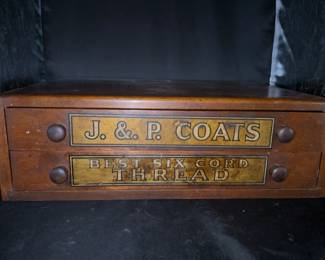 J. & P. COATS
BEST SIX CORD
THREAD